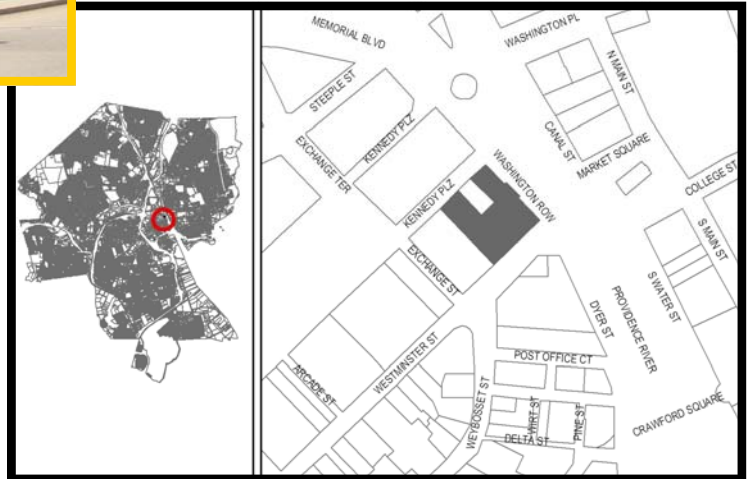 MEMORIAL BLVD
WASHINGTON PL
STEEPLE ST
N MAIN ST
KENNEDY PLZ
EXCHANGE TER
CANAL ST
MARKET SQUARE
WASHINGTON ROW
COLLEGE ST
KENNEDY PLZ
S MAIN ST
EXCHANGE ST
S WATER ST
DYER ST
PROVIDENCE RIVER
WESTMINSTER ST
POST OFFICE CT
ARCADE ST
WEYBOSSET ST
WIRT ST
PINE ST
CRAWFORD SQUARE
DELTA ST